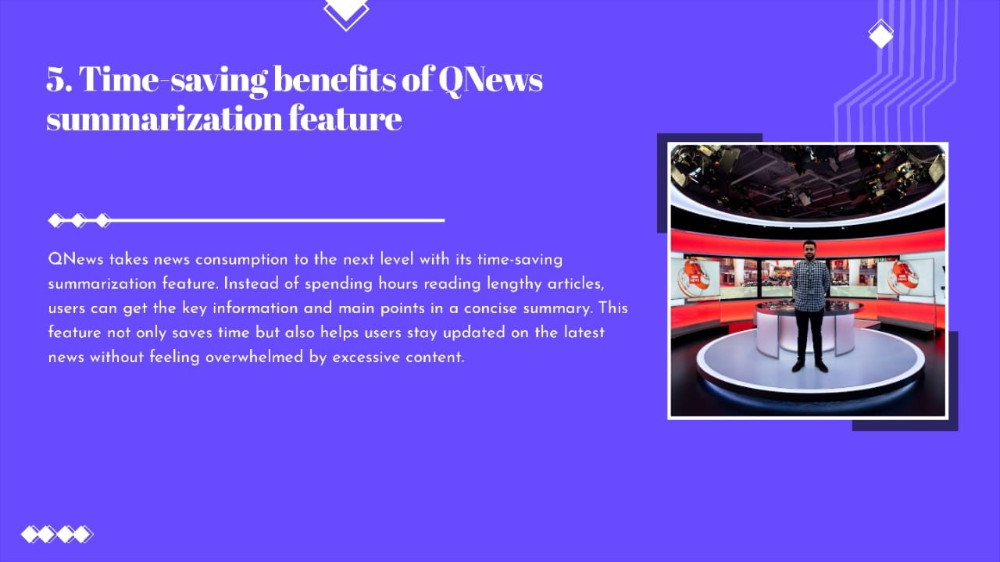 5. Time-saving benefits of QNews
summarization feature
QNews takes news consumption to the next level with its time-saving
summarization feature. Instead of spending hours reading lengthy articles,
users can get the key information and main points in a concise summary. This
feature not only saves time but also helps users stay updated on the latest
news without feeling overwhelmed by excessive content.
NEWS
NEWS